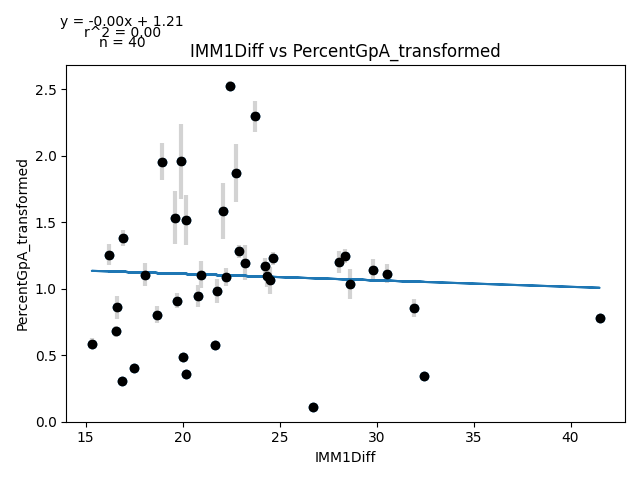 y = -0.00x + 1.21
r^2 = 0.00
n = 40
IMM1Diff vs PercentGpA_transformed
PercentGpA_transformed
2.5
2.0
1.5
1.0
0.5
0.0
15 20 25 30 35 40
IMM1Diff